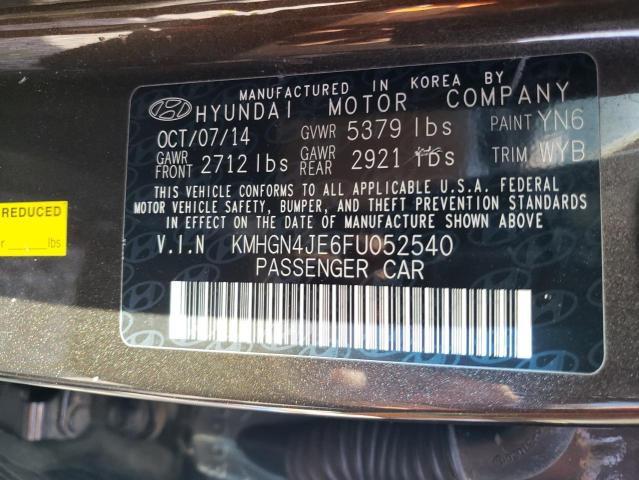 MANUFACTURED IN KOREA BY
HYUNDAI MOTOR COMPANY
OCT/07/14 GVWR 5379 lbs PAINT YN6
GAWR FRONT 2712 lbs GAWR REAR 2921 lbs TRIM WYB
THIS VEHICLE CONFORMS TO ALL APPLICABLE U.S.A. FEDERAL
MOTOR VEHICLE SAFETY, BUMPER, AND THEFT PREVENTION STANDARDS
IN EFFECT ON THE DATE OF MANUFACTURE SHOWN ABOVE.
V.I.N KMHGN4JE6FU052540
PASSENGER CAR
REDUCED
lbs